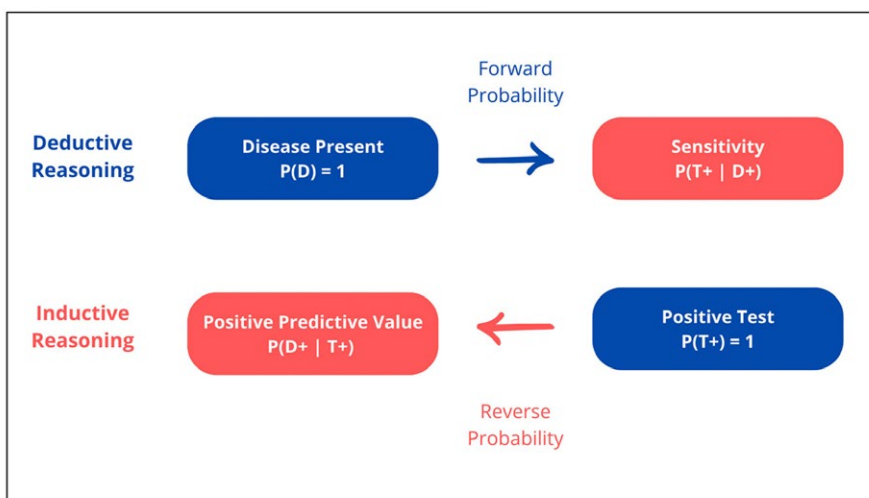 Forward
Probability
Deductive
Reasoning
Disease Present
P(D) = 1
Sensitivity
P(T+ | D+)
Inductive
Reasoning
Positive Predictive Value
P(D+ | T+)
Positive Test
P(T+) = 1
Reverse
Probability